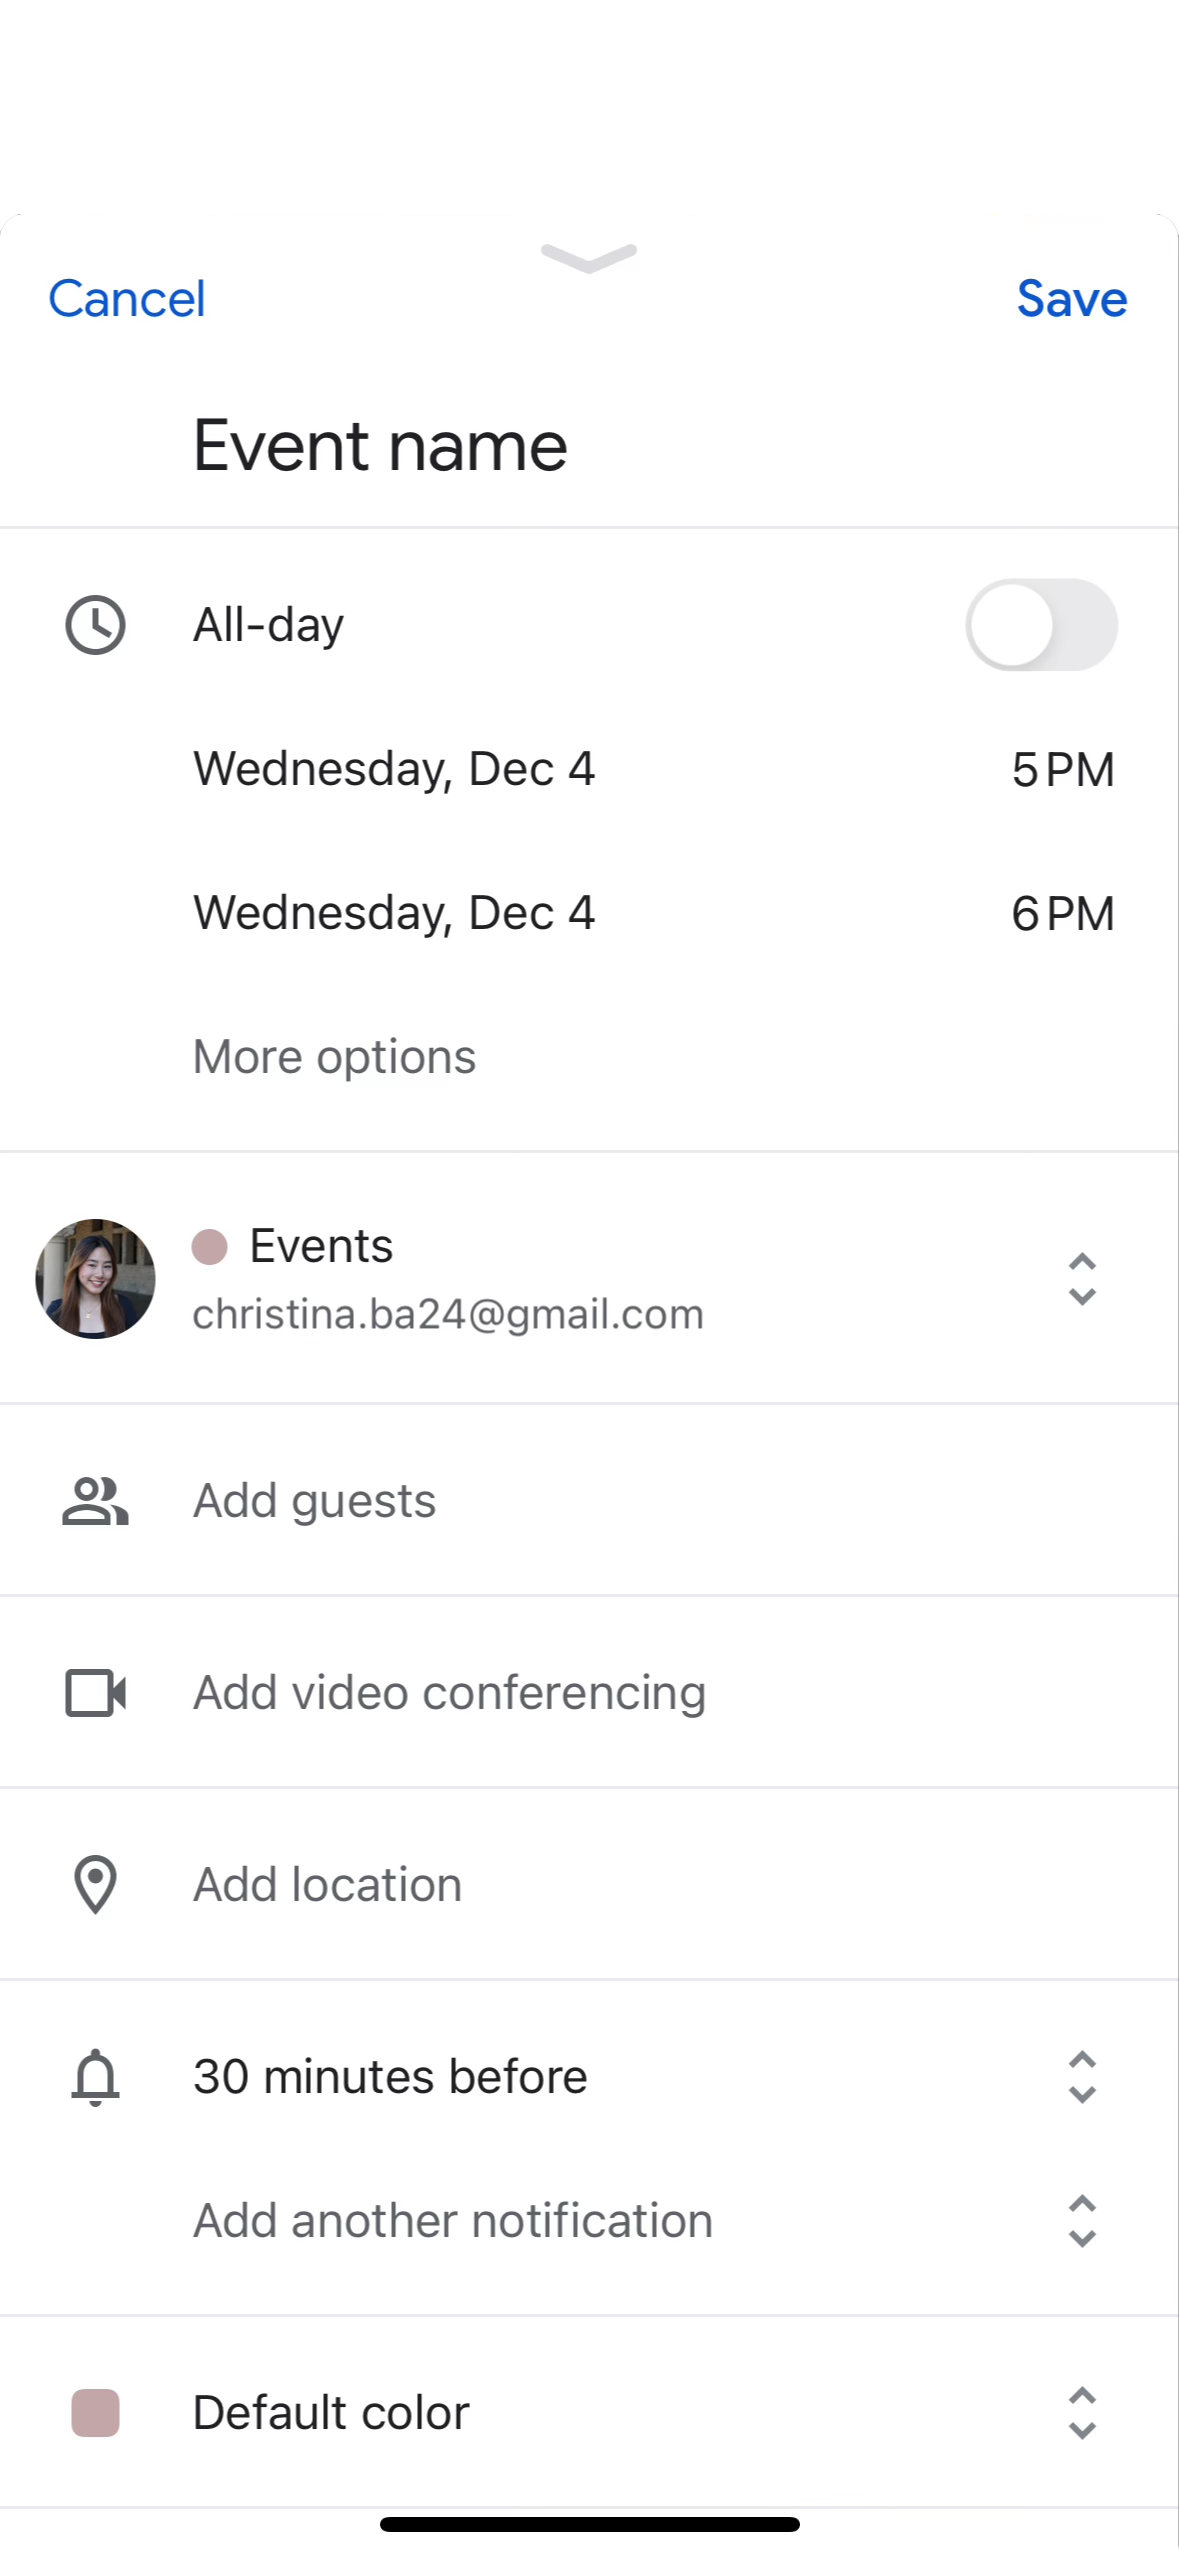 Cancel Save
Event name
All-day
Wednesday, Dec 4 5 PM
Wednesday, Dec 4 6 PM
More options
Events
christina.ba24@gmail.com
Add guests
Add video conferencing
Add location
30 minutes before
Add another notification
Default color